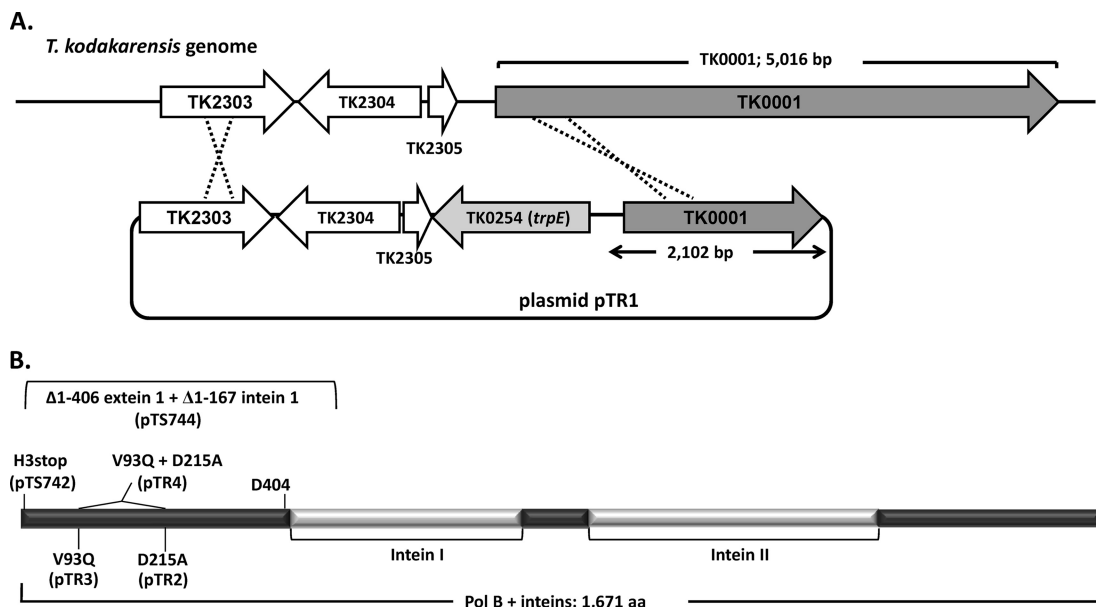 A.
T. kodakarensis genome
TK0001; 5,016 bp
TK2303
TK2304
TK0001
TK2305
TK2303
TK2304
TK0254 (trpE)
TK0001
TK2305
2,102 bp
plasmid pTR1
B.
Δ1-406 extein 1 + Δ1-167 intein 1
(pTS744)
H3stop
(pTS742)
V93Q + D215A
(pTR4)
D404
V93Q
(pTR3)
D215A
(pTR2)
Intein I
Intein II
Pol B + inteins; 1,671 aa